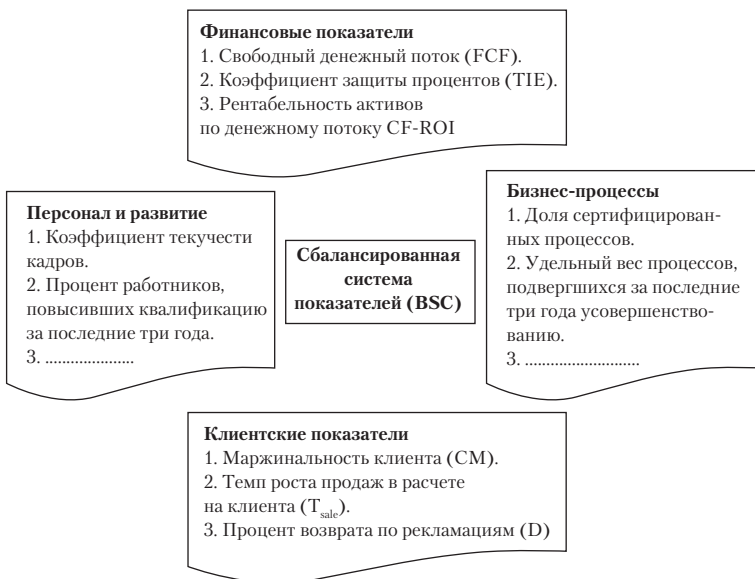 Финансовые показатели
1. Свободный денежный поток (FCF).
2. Коэффициент защиты процентов (TIE).
3. Рентабельность активов
по денежному потоку CF-ROI
Персонал и развитие
1. Коэффициент текучести
кадров.
2. Процент работников,
повысивших квалификацию
за последние три года.
3. .....................
Сбалансированная
система
показателей (BSC)
Бизнес-процессы
1. Доля сертифицирован-
ных процессов.
2. Удельный вес процессов,
подвергшихся за последние
три года усовершенство-
ванию.
3. ...........................
Клиентские показатели
1. Маржинальность клиента (CM).
2. Темп роста продаж в расчете
на клиента (T_sale).
3. Процент возврата по рекламациям (D)